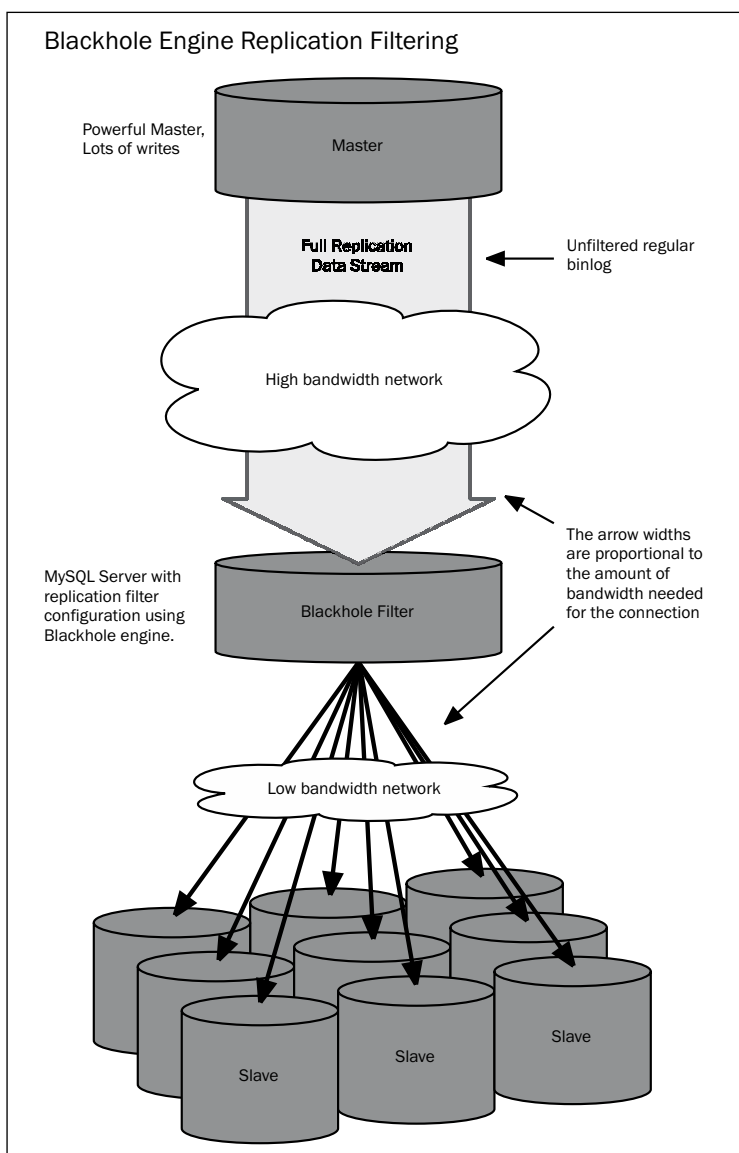 Blackhole Engine Replication Filtering
Powerful Master,
Lots of writes
Master
Full Replication
Data Stream
Unfiltered regular
binlog
High bandwidth network
The arrow widths
are proportional to
the amount of
bandwidth needed
for the connection
MySQL Server with
replication filter
configuration using
Blackhole engine.
Blackhole Filter
Low bandwidth network
Slave
Slave
Slave